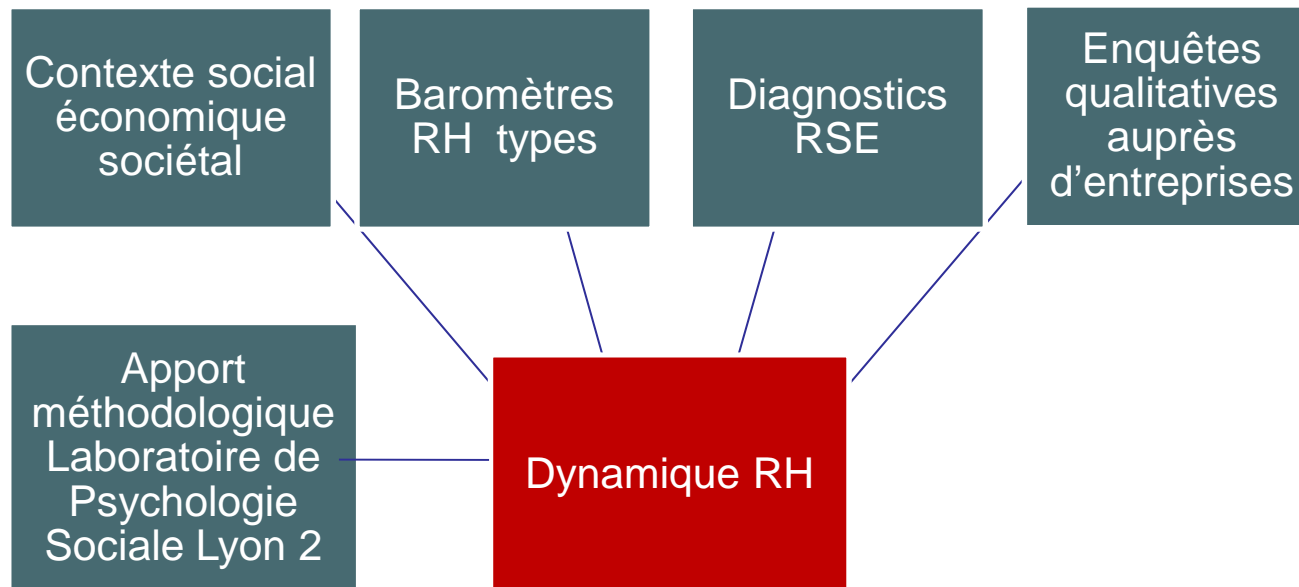 Contexte social
économique
sociétal
Baromètres
RH types
Diagnostics
RSE
Enquêtes
qualitatives
auprès
d’entreprises
Apport
méthodologique
Laboratoire de
Psychologie
Sociale Lyon 2
Dynamique RH